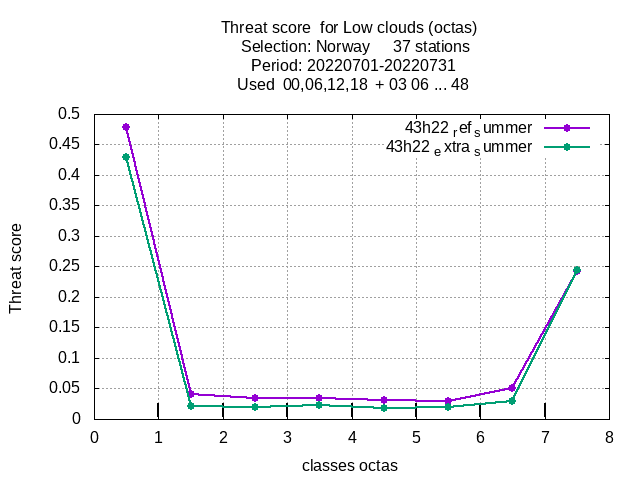 Threat score  for Low clouds (octas)
Selection: Norway     37 stations
Period: 20220701-20220731
Used  00,06,12,18  + 03 06 ... 48
43h22 ref summer
43h22 extra summer
0.5
0.45
0.4
0.35
0.3
0.25
0.2
0.15
0.1
0.05
0
Threat score
0 1 2 3 4 5 6 7 8
classes octas